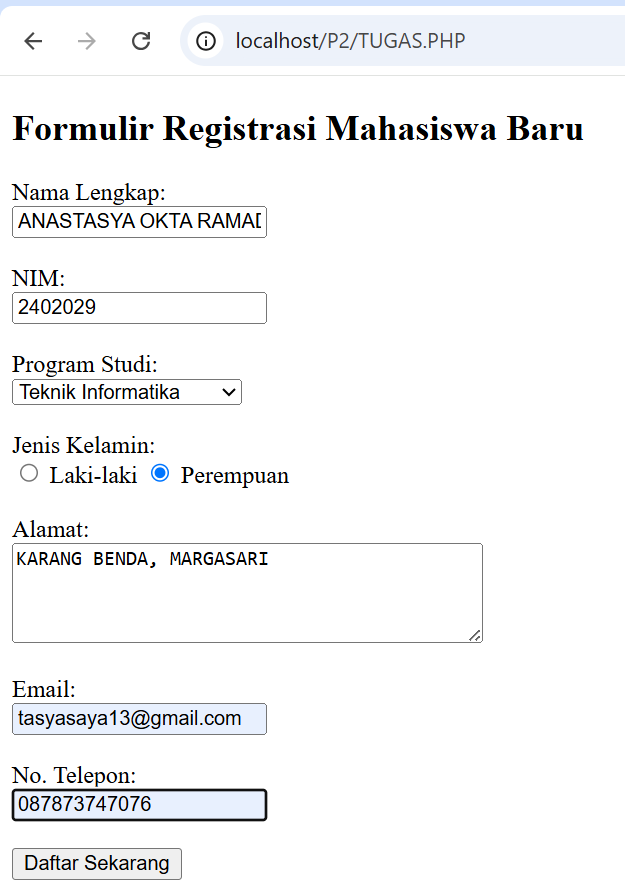 localhost/P2/TUGAS.PHP
Formulir Registrasi Mahasiswa Baru
Nama Lengkap:
ANASTASYA OKTA RAMAD
NIM:
2402029
Program Studi:
Teknik Informatika
Jenis Kelamin:
Laki-laki Perempuan
Alamat:
KARANG BENDA, MARGASARI
Email:
tasyasaya13@gmail.com
No. Telepon:
087873747076
Daftar Sekarang